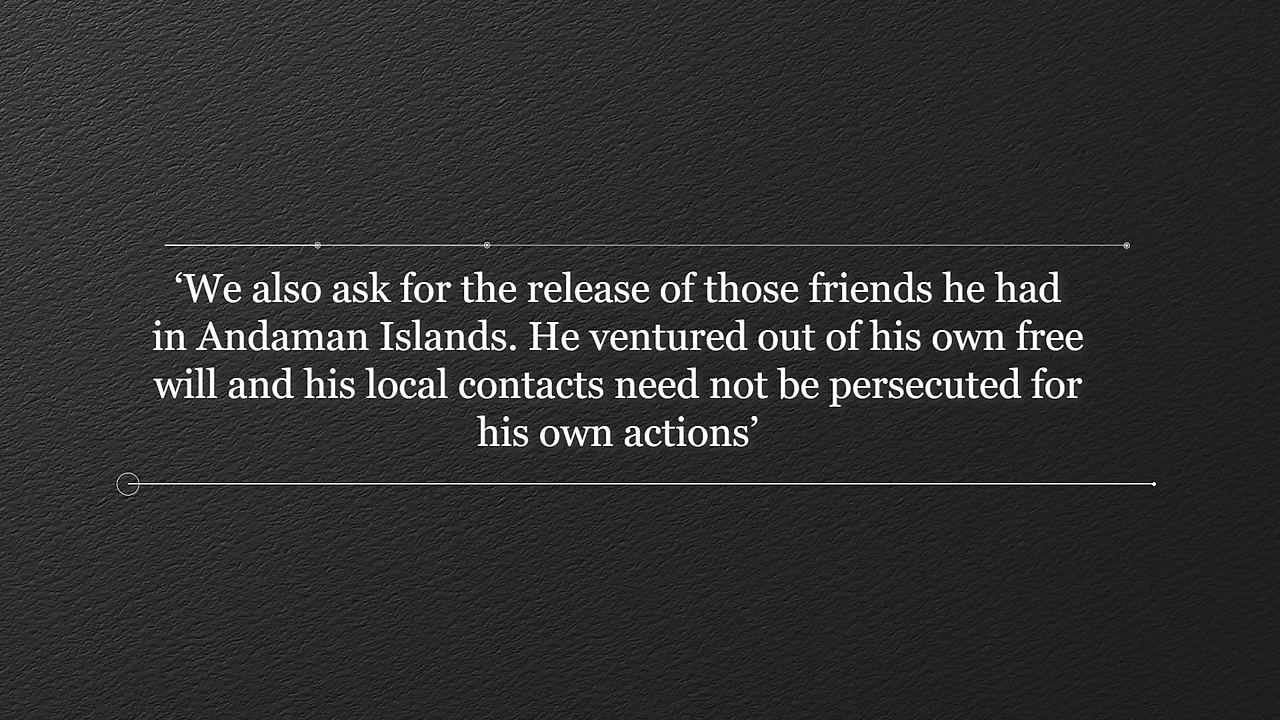 ‘We also ask for the release of those friends he had
in Andaman Islands. He ventured out of his own free
will and his local contacts need not be persecuted for
his own actions’